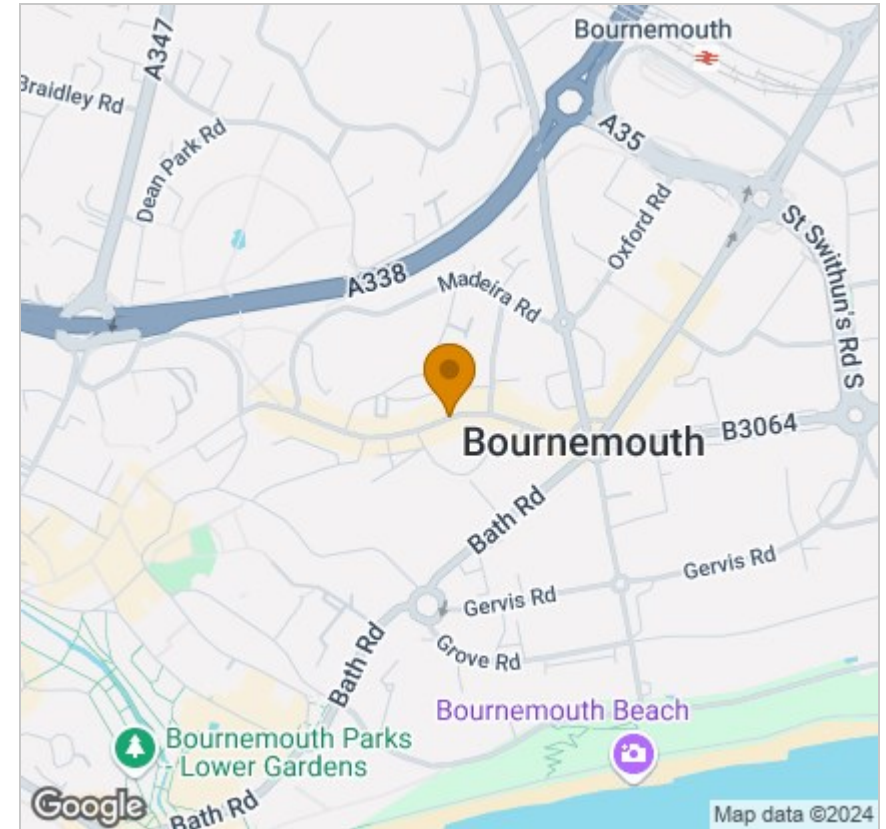 Bournemouth
A347
Braidley Rd
Dean Park Rd
A35
Oxford Rd
St Swithun's Rd S
A338
Madeira Rd
Bournemouth
B3064
Bath Rd
Gervis Rd
Gervis Rd
Grove Rd
Bath Rd
Bournemouth Beach
Bournemouth Parks
- Lower Gardens
Bath Rd
Google
Map data ©2024